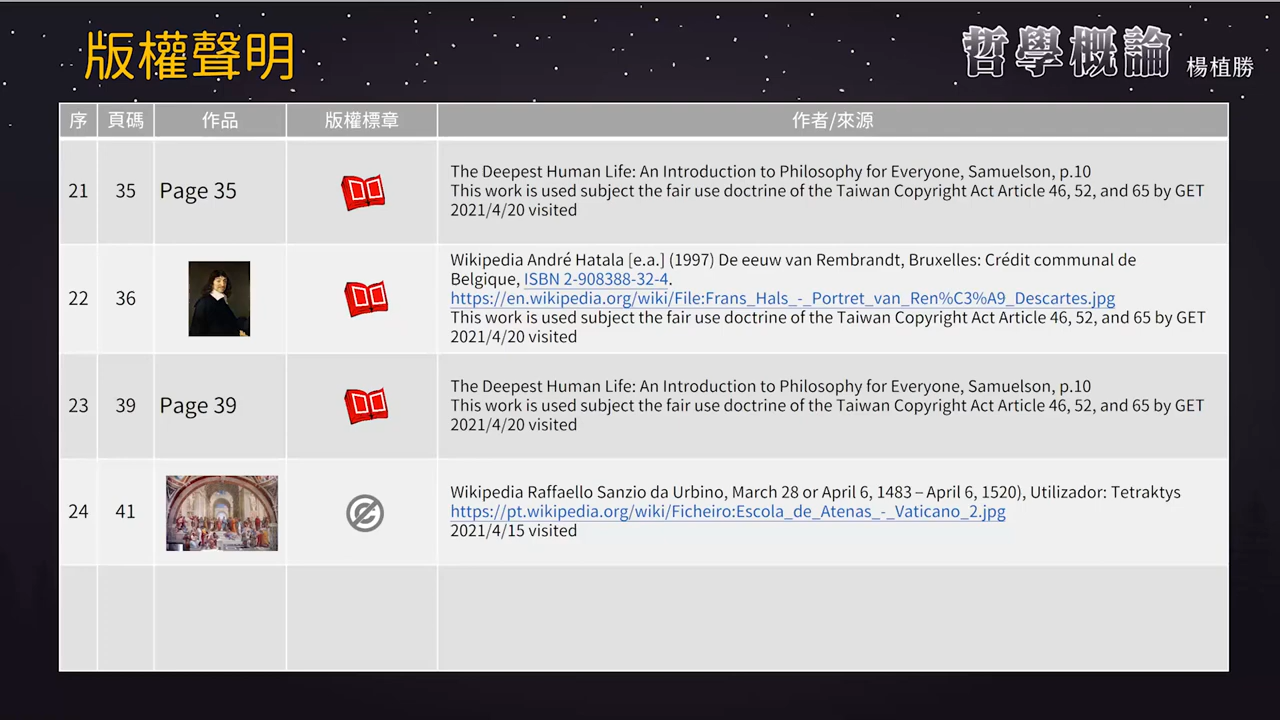 版權聲明
哲學概論 楊植勝
序 頁碼 作品 版權標章 作者/來源
21 35 Page 35
The Deepest Human Life: An Introduction to Philosophy for Everyone, Samuelson, p.10
This work is used subject the fair use doctrine of the Taiwan Copyright Act Article 46, 52, and 65 by GET
2021/4/20 visited
22 36
Wikipedia André Hatala [e.a.] (1997) De eeuw van Rembrandt, Bruxelles: Crédit communal de
Belgique, ISBN 2-908388-32-4.
https://en.wikipedia.org/wiki/File:Frans_Hals_-_Portret_van_Ren%C3%A9_Descartes.jpg
This work is used subject the fair use doctrine of the Taiwan Copyright Act Article 46, 52, and 65 by GET
2021/4/20 visited
23 39 Page 39
The Deepest Human Life: An Introduction to Philosophy for Everyone, Samuelson, p.10
This work is used subject the fair use doctrine of the Taiwan Copyright Act Article 46, 52, and 65 by GET
2021/4/20 visited
24 41
Wikipedia Raffaello Sanzio da Urbino, March 28 or April 6, 1483 – April 6, 1520), Utilizador: Tetraktys
https://pt.wikipedia.org/wiki/Ficheiro:Escola_de_Atenas_-_Vaticano_2.jpg
2021/4/15 visited